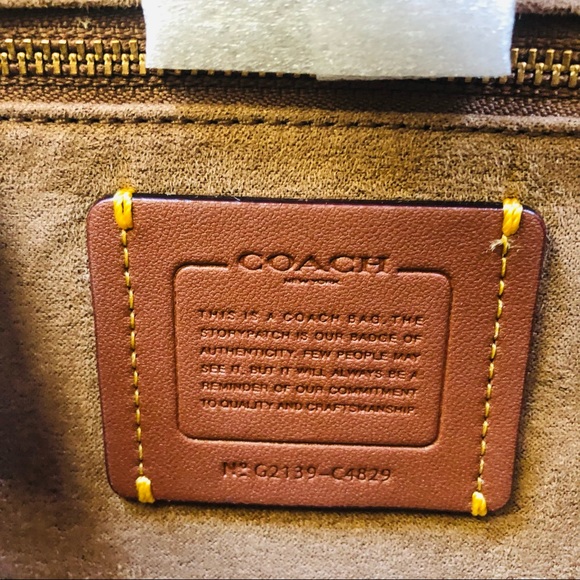 COACH
NEW YORK
THIS IS A COACH BAG. THE
STORYPATCH IS OUR BADGE OF
AUTHENTICITY. FEW PEOPLE MAY
SEE IT, BUT IT WILL ALWAYS BE A
REMINDER OF OUR COMMITMENT
TO QUALITY AND CRAFTSMANSHIP.
Nº G2139-C4829